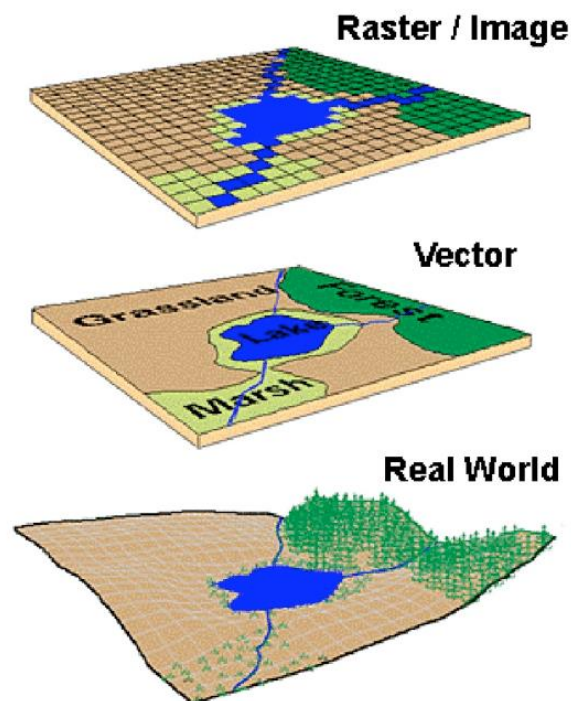 Raster / Image
Vector
Grassland
Forest
Lake
Marsh
Real World